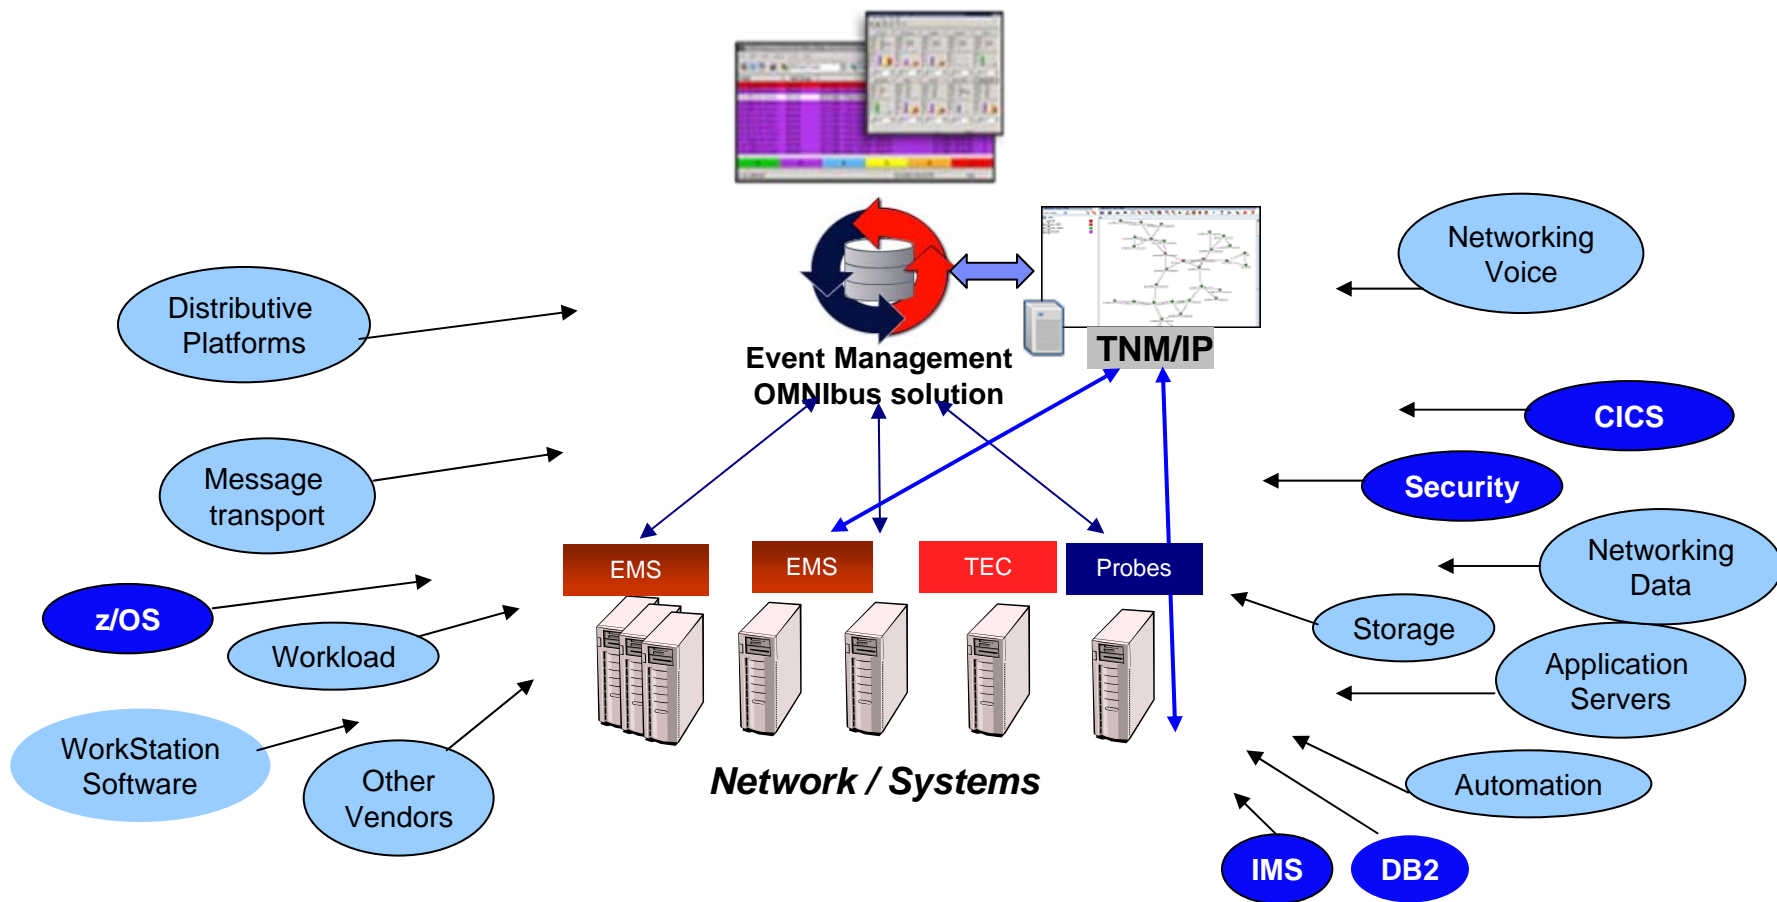 Networking
Voice
Distributive
Platforms
TNM/IP
Event Management
OMNIbus solution
CICS
Message
transport
Security
EMS
EMS
TEC
Probes
Networking
Data
z/OS
Workload
Storage
Application
Servers
WorkStation
Software
Other
Vendors
Network / Systems
Automation
IMS
DB2